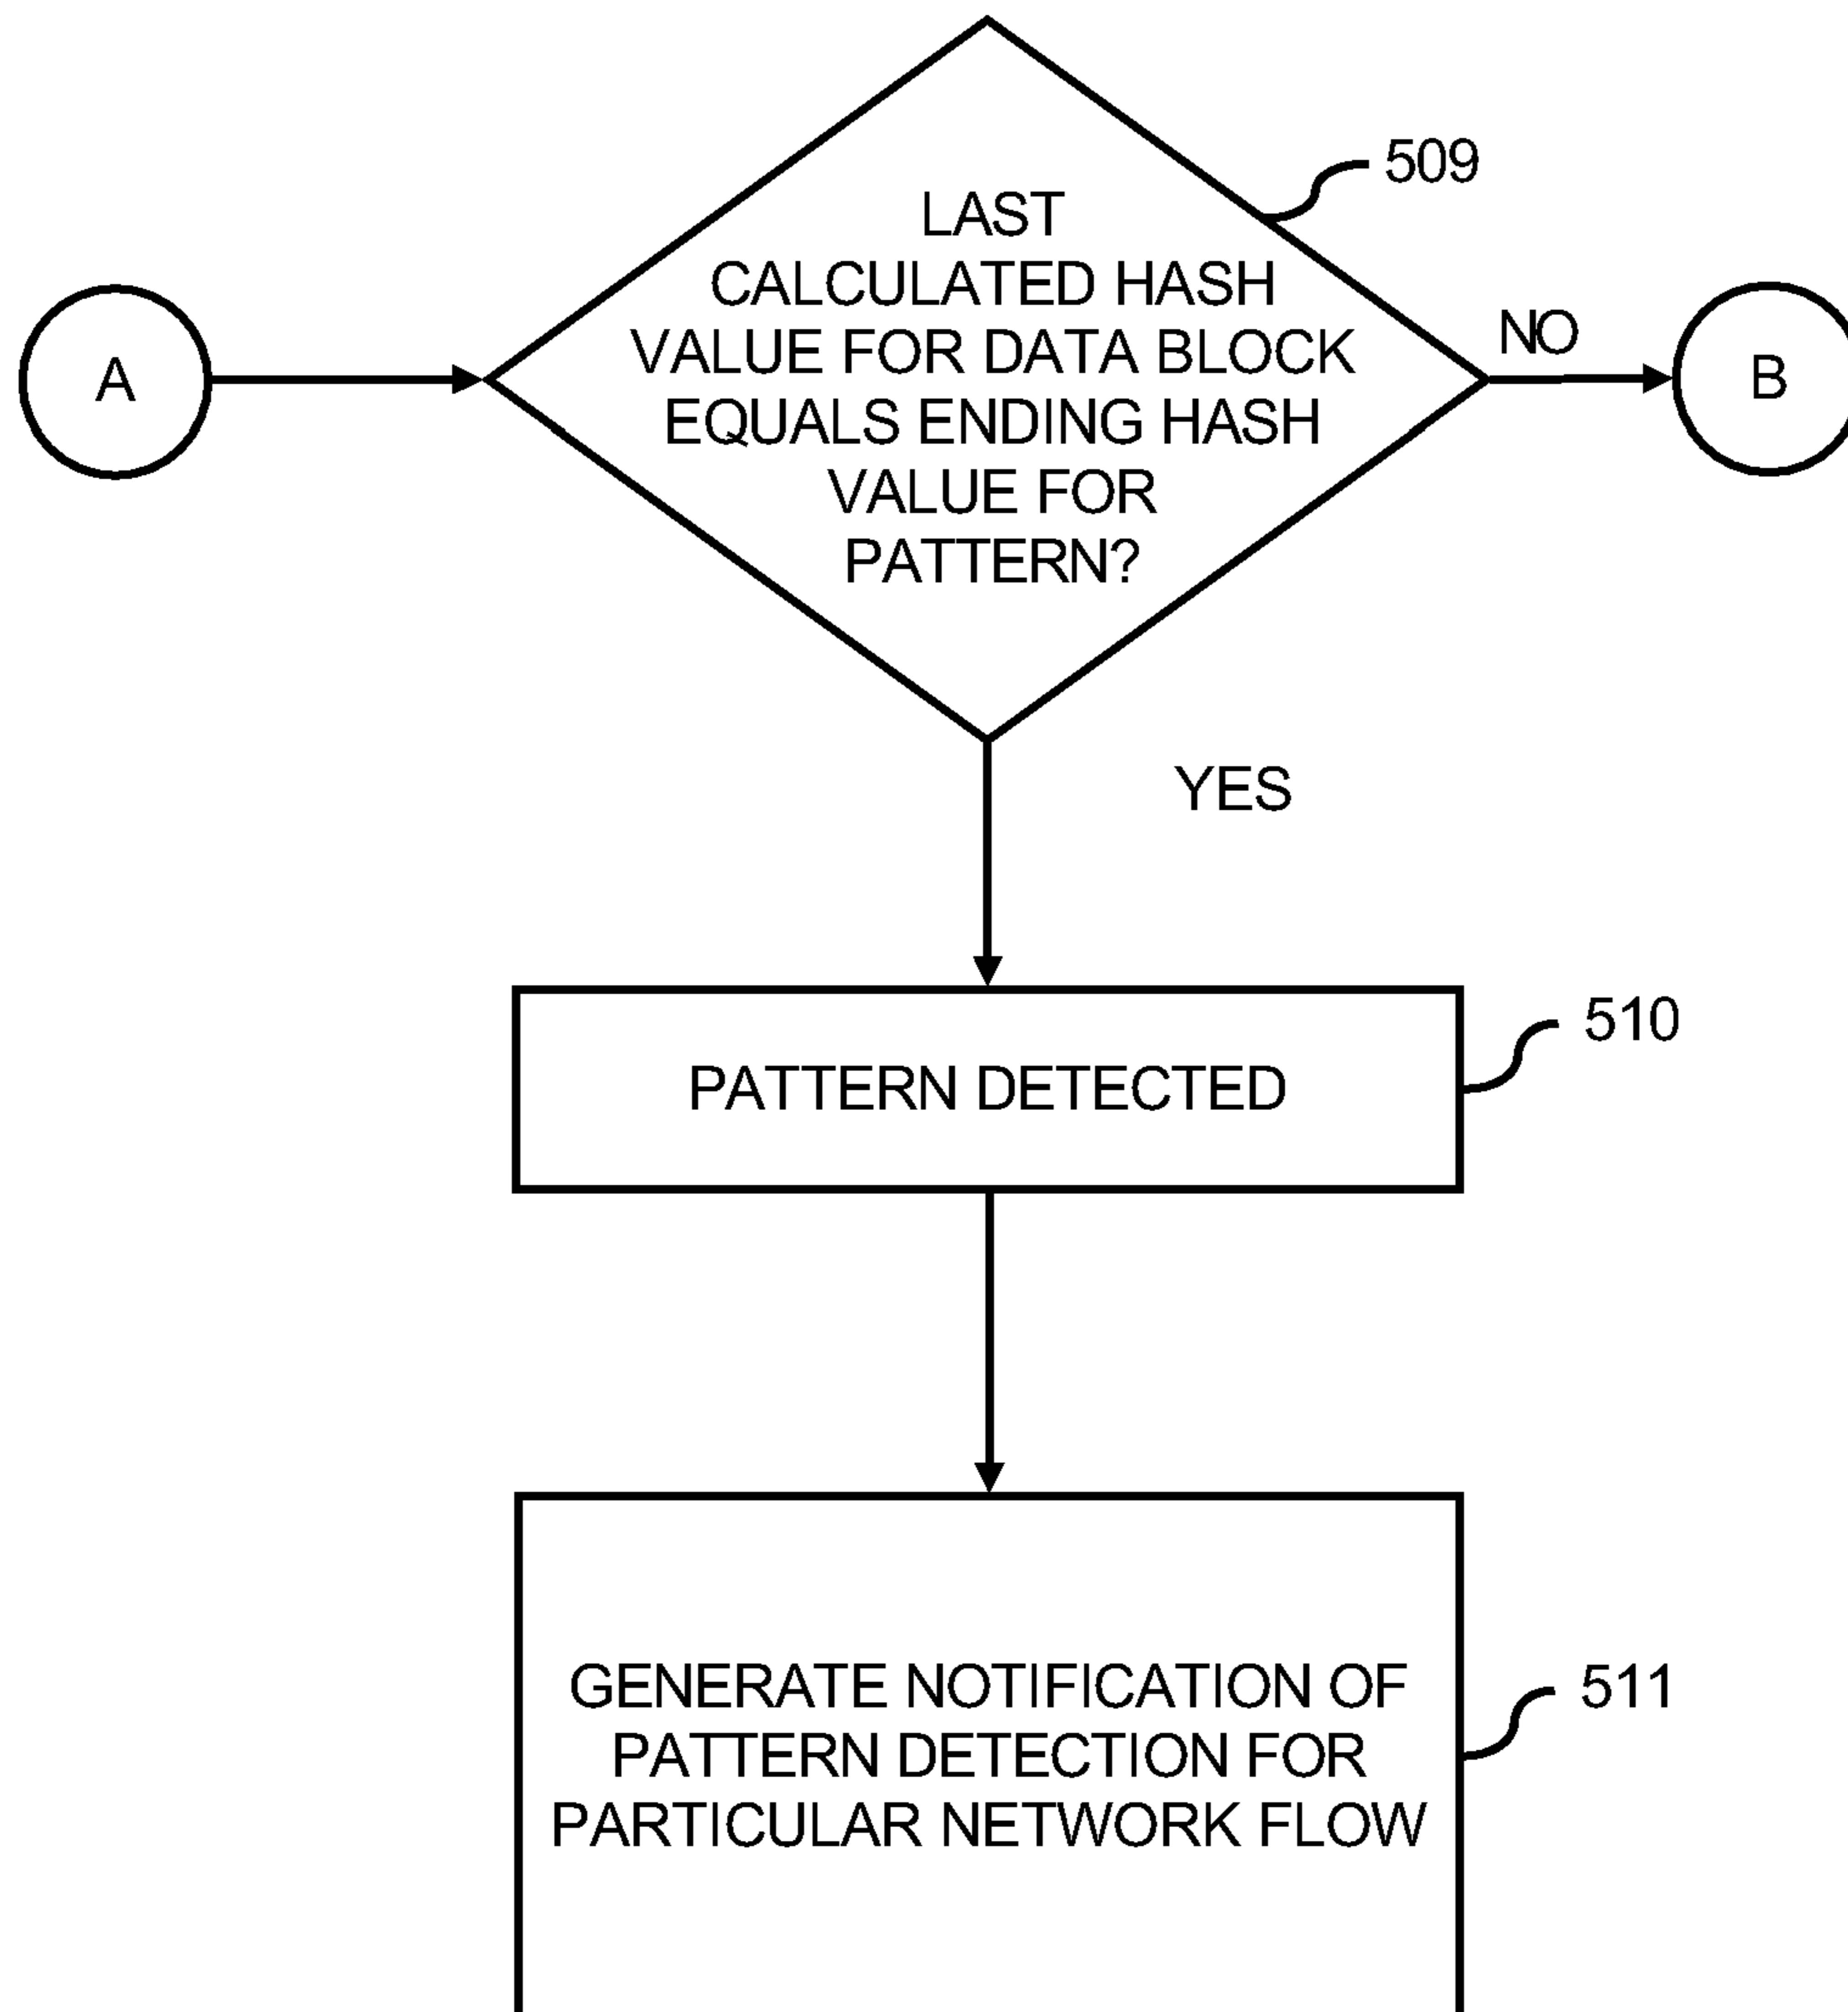 509
LAST
CALCULATED HASH
VALUE FOR DATA BLOCK
EQUALS ENDING HASH
VALUE FOR
PATTERN?
A
NO
B
YES
510
PATTERN DETECTED
511
GENERATE NOTIFICATION OF
PATTERN DETECTION FOR
PARTICULAR NETWORK FLOW